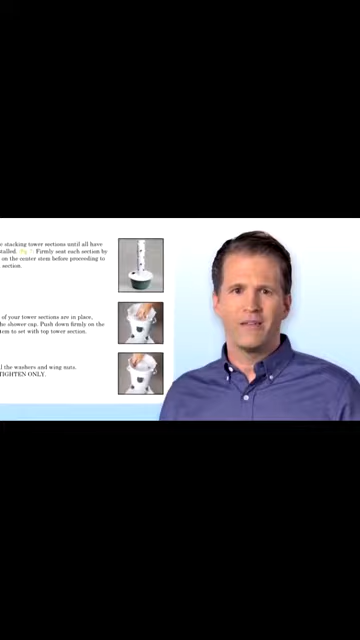 stacking tower sections until all have
Firmly seat each section by
on the center stem before proceeding to
section.
of your tower sections are in place,
the shower cap. Push down firmly on the
to set with top tower section.
the washers and wing nuts.
TIGHTEN ONLY.